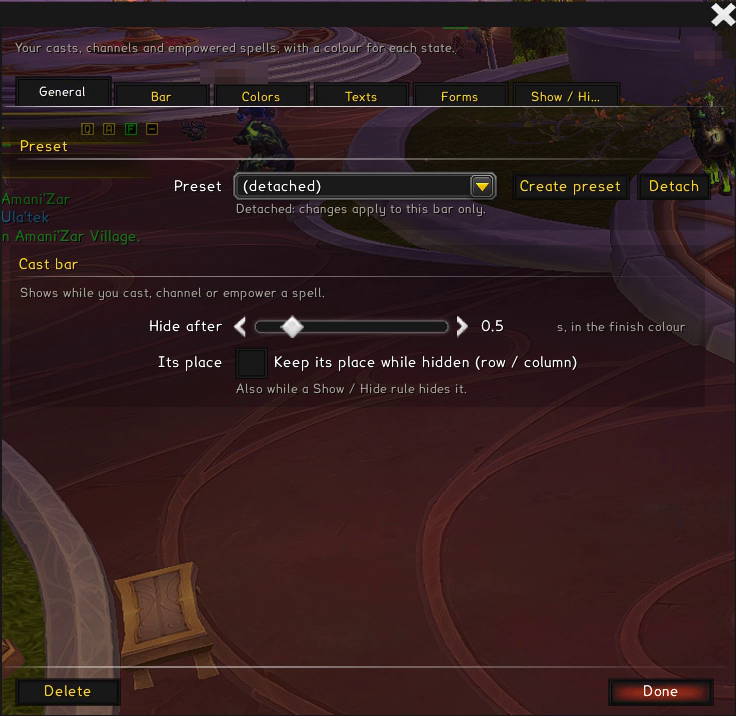 Your casts, channels and empowered spells, with a colour for each state.
General
Bar
Colors
Texts
Forms
Show / Hi...
Q A F −
Preset
Preset (detached) Create preset Detach
Detached: changes apply to this bar only.
Amani'Zar
Ula'tek
n Amani'Zar Village.
Cast bar
Shows while you cast, channel or empower a spell.
Hide after 0.5 s, in the finish colour
Its place Keep its place while hidden (row / column)
Also while a Show / Hide rule hides it.
Delete
Done